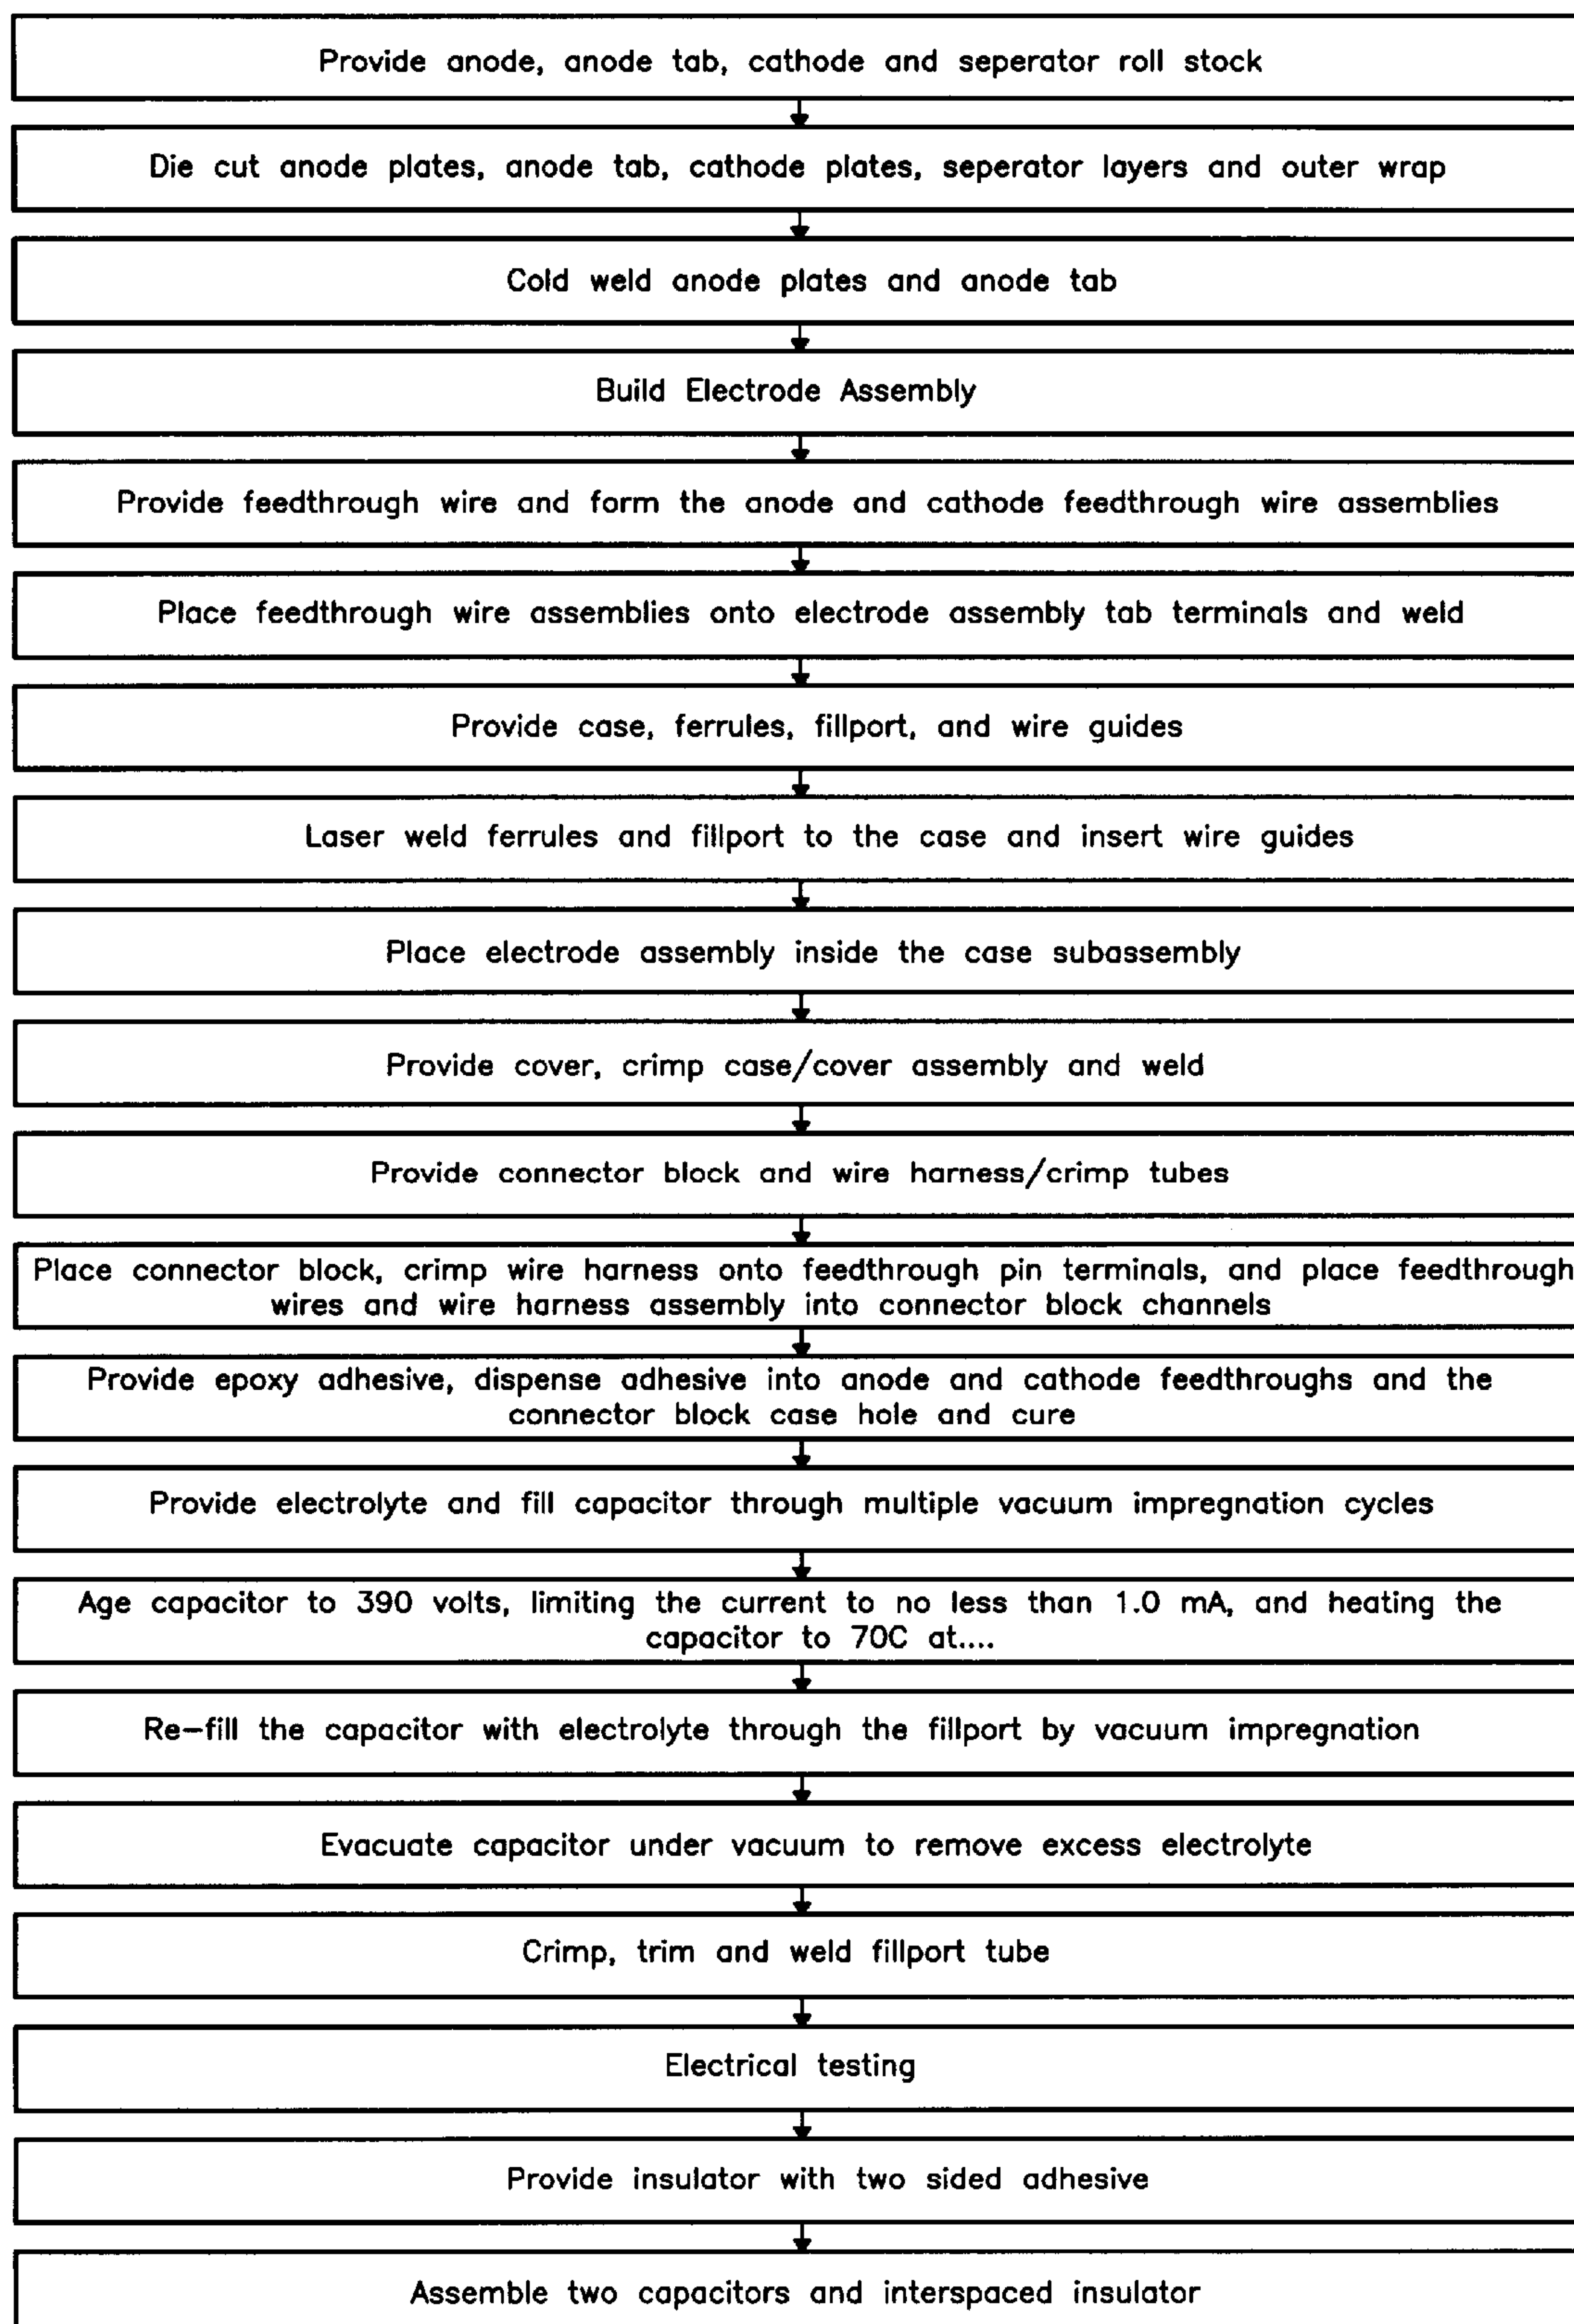 Provide anode, anode tab, cathode and seperator roll stock
Die cut anode plates, anode tab, cathode plates, seperator layers and outer wrap
Cold weld anode plates and anode tab
Build Electrode Assembly
Provide feedthrough wire and form the anode and cathode feedthrough wire assemblies
Place feedthrough wire assemblies onto electrode assembly tab terminals and weld
Provide case, ferrules, fillport, and wire guides
Laser weld ferrules and fillport to the case and insert wire guides
Place electrode assembly inside the case subassembly
Provide cover, crimp case/cover assembly and weld
Provide connector block and wire harness/crimp tubes
Place connector block, crimp wire harness onto feedthrough pin terminals, and place feedthrough
wires and wire harness assembly into connector block channels
Provide epoxy adhesive, dispense adhesive into anode and cathode feedthroughs and the
connector block case hole and cure
Provide electrolyte and fill capacitor through multiple vacuum impregnation cycles
Age capacitor to 390 volts, limiting the current to no less than 1.0 mA, and heating the
capacitor to 70C at....
Re-fill the capacitor with electrolyte through the fillport by vacuum impregnation
Evacuate capacitor under vacuum to remove excess electrolyte
Crimp, trim and weld fillport tube
Electrical testing
Provide insulator with two sided adhesive
Assemble two capacitors and interspaced insulator